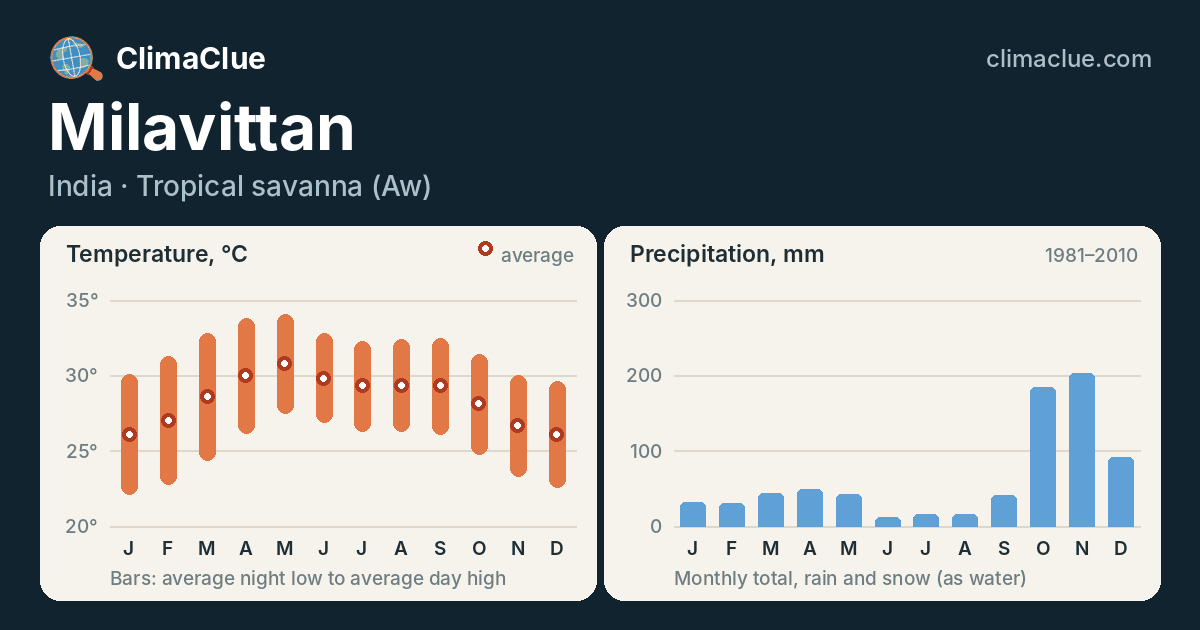 ClimaClue
climaclue.com
Milavittan
India · Tropical savanna (Aw)
Temperature, °C
average
35°
30°
25°
20°
J F M A M J J A S O N D
Bars: average night low to average day high
Precipitation, mm
1981–2010
300
200
100
0
J F M A M J J A S O N D
Monthly total, rain and snow (as water)